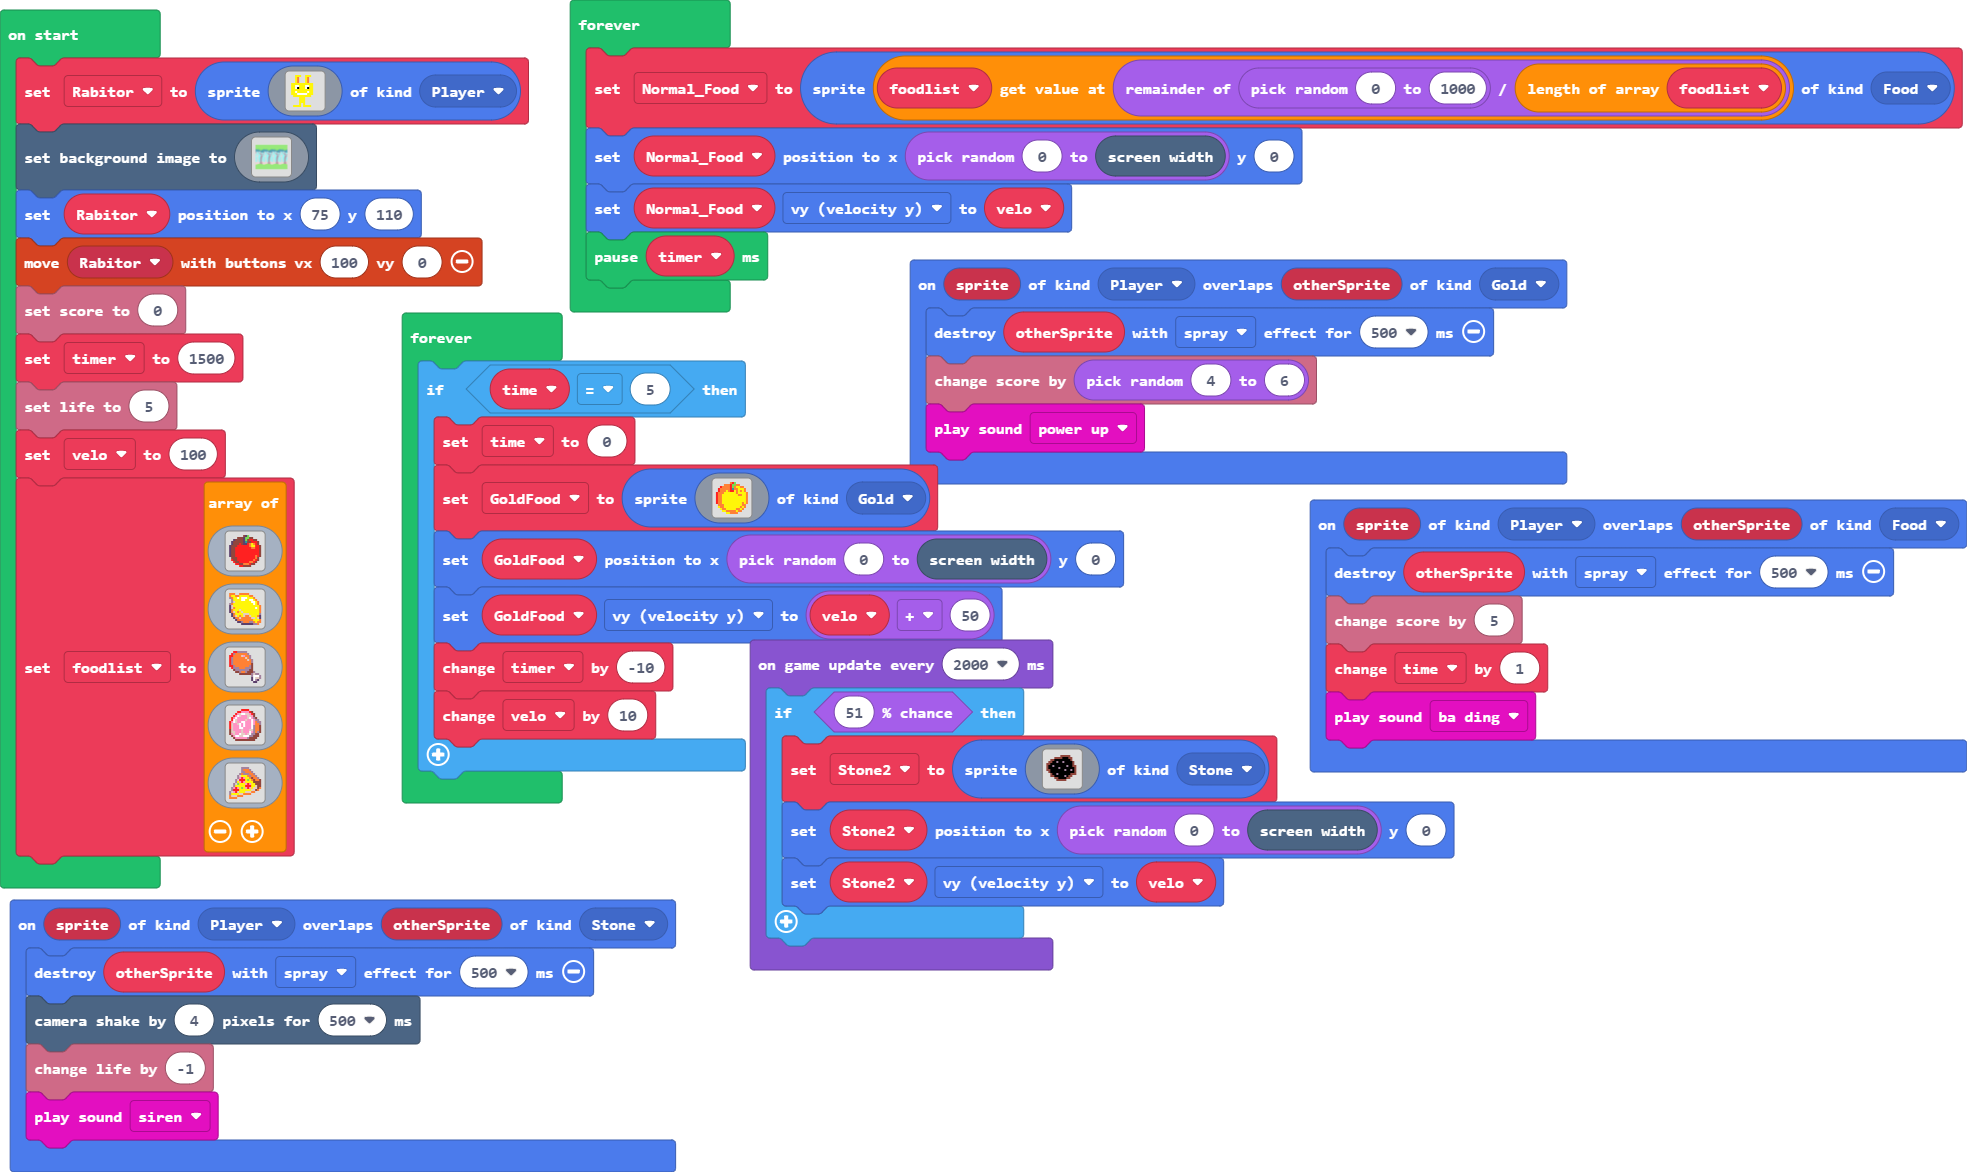 on start
set Rabitor to sprite of kind Player
set background image to
set Rabitor position to x 75 y 110
move Rabitor with buttons vx 100 vy 0
set score to 0
set timer to 1500
set life to 5
set velo to 100
set foodlist to array of
forever
set Normal_Food to sprite foodlist get value at remainder of pick random 0 to 1000 / length of array foodlist of kind Food
set Normal_Food position to x pick random 0 to screen width y 0
set Normal_Food vy (velocity y) to velo
pause timer ms
forever
if time = 5 then
set time to 0
set GoldFood to sprite of kind Gold
set GoldFood position to x pick random 0 to screen width y 0
set GoldFood vy (velocity y) to velo + 50
change timer by -10
change velo by 10
on sprite of kind Player overlaps otherSprite of kind Gold
destroy otherSprite with spray effect for 500 ms
change score by pick random 4 to 6
play sound power up
on sprite of kind Player overlaps otherSprite of kind Food
destroy otherSprite with spray effect for 500 ms
change score by 5
change time by 1
play sound ba ding
on game update every 2000 ms
if 51 % chance then
set Stone2 to sprite of kind Stone
set Stone2 position to x pick random 0 to screen width y 0
set Stone2 vy (velocity y) to velo
on sprite of kind Player overlaps otherSprite of kind Stone
destroy otherSprite with spray effect for 500 ms
camera shake by 4 pixels for 500 ms
change life by -1
play sound siren